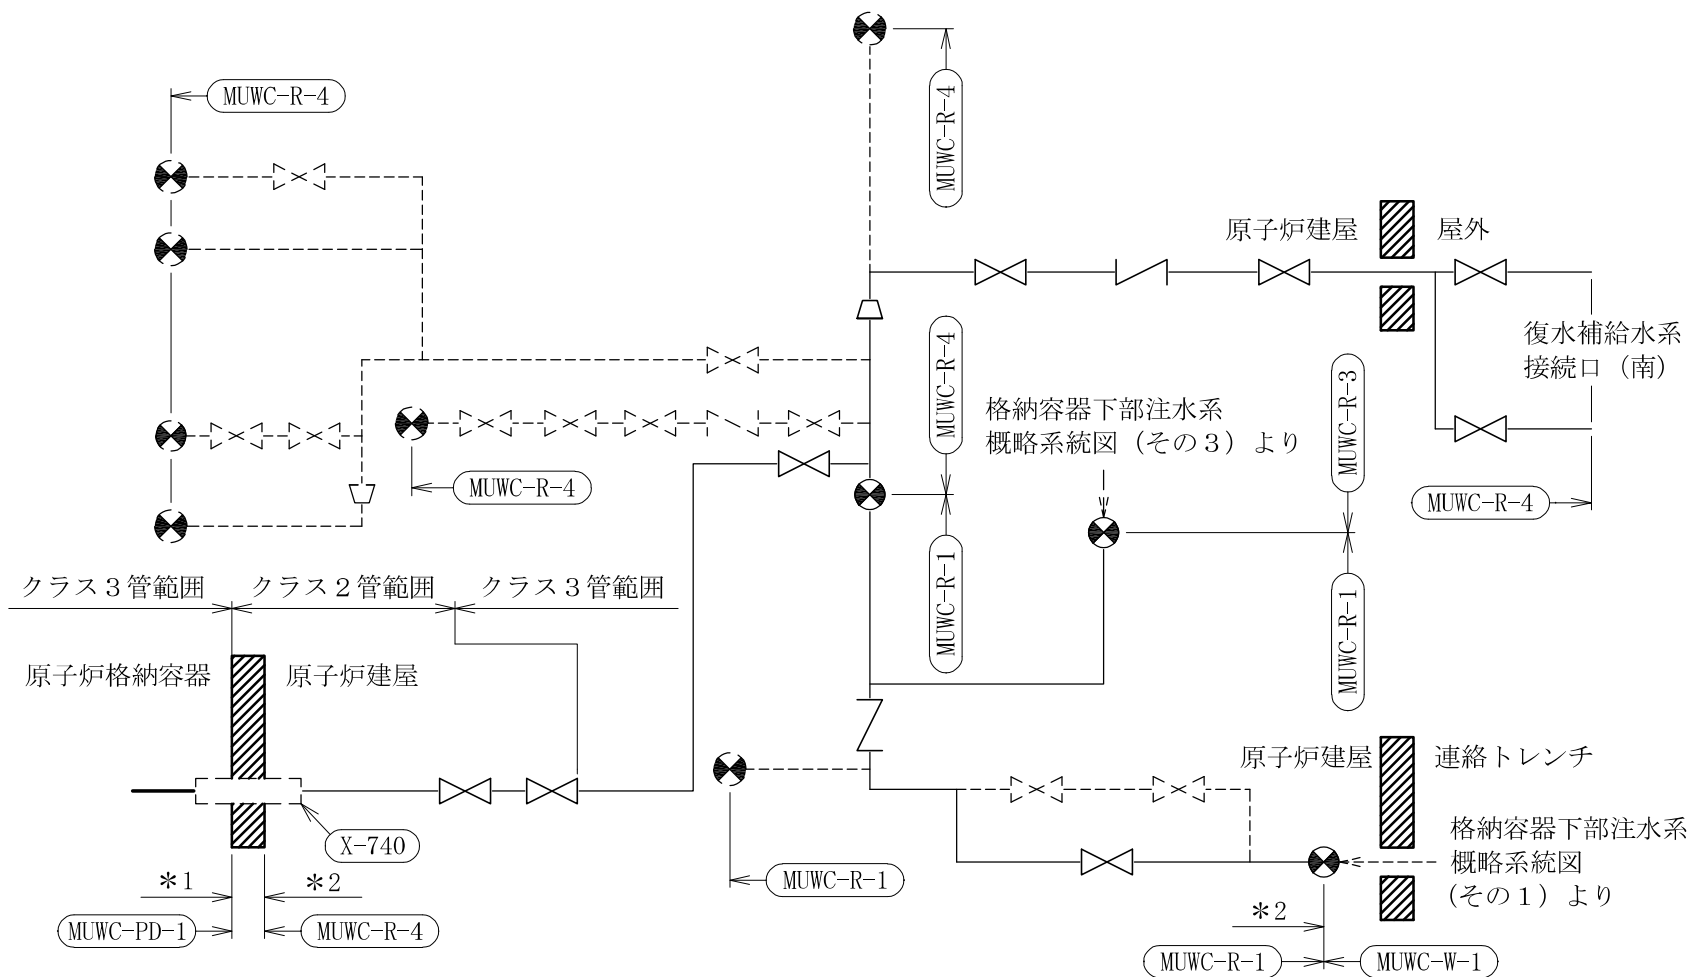 MUWC-R-4
MUWC-R-4
原子炉建屋
屋外
復水補給水系
接続口（南）
MUWC-R-4
MUWC-R-3
格納容器下部注水系
概略系統図（その３）より
MUWC-R-4
MUWC-R-4
MUWC-R-1
MUWC-R-1
クラス３管範囲
クラス２管範囲
クラス３管範囲
原子炉格納容器
原子炉建屋
原子炉建屋
連絡トレンチ
X-740
格納容器下部注水系
概略系統図
（その１）より
MUWC-R-1
＊1
＊2
＊2
MUWC-PD-1
MUWC-R-4
MUWC-R-1
MUWC-W-1